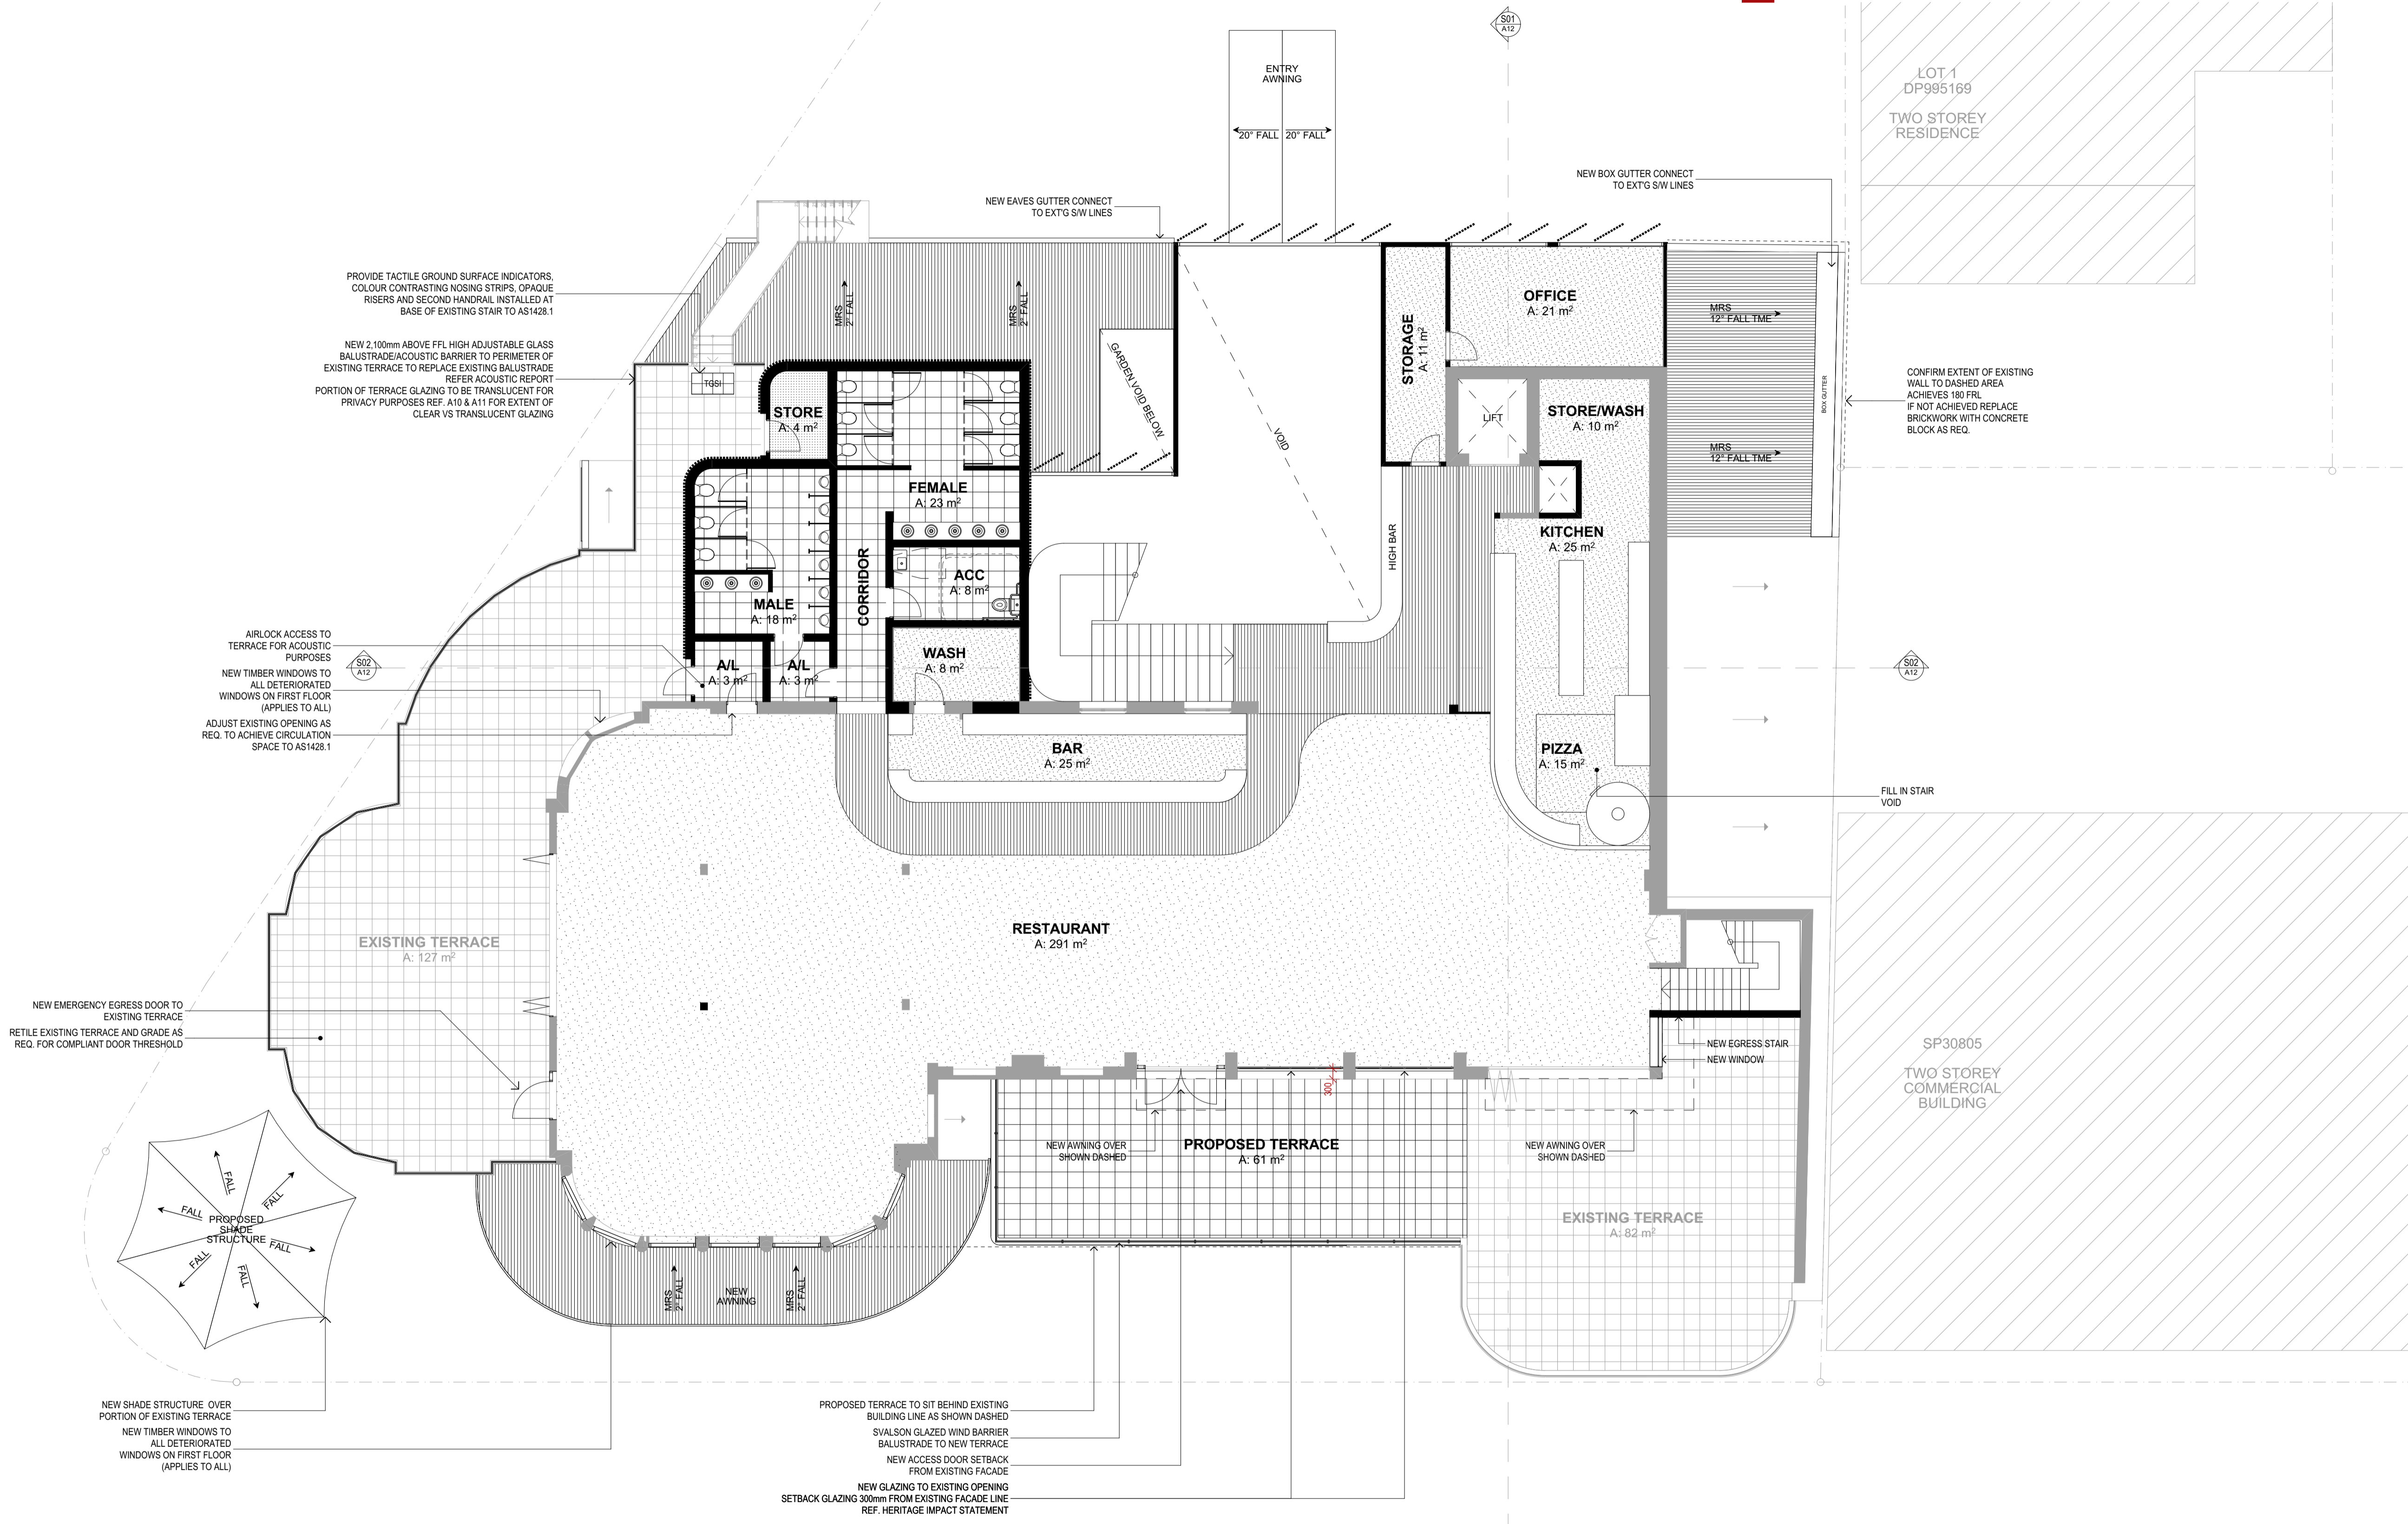 S01
A12
ENTRY
AWNING
20° FALL
20° FALL
LOT 1
DP995169
TWO STOREY
RESIDENCE
NEW BOX GUTTER CONNECT
TO EXT'G S/W LINES
NEW EAVES GUTTER CONNECT
TO EXT'G S/W LINES
PROVIDE TACTILE GROUND SURFACE INDICATORS,
COLOUR CONTRASTING NOSING STRIPS, OPAQUE
RISERS AND SECOND HANDRAIL INSTALLED AT
BASE OF EXISTING STAIR TO AS1428.1
NEW 2,100mm ABOVE FFL HIGH ADJUSTABLE GLASS
BALUSTRADE/ACOUSTIC BARRIER TO PERIMETER OF
EXISTING TERRACE TO REPLACE EXISTING BALUSTRADE
REFER ACOUSTIC REPORT
PORTION OF TERRACE GLAZING TO BE TRANSLUCENT FOR
PRIVACY PURPOSES REF. A10 & A11 FOR EXTENT OF
CLEAR VS TRANSLUCENT GLAZING
MRS
2° FALL
MRS
2° FALL
TGSI
STORE
A: 4 m²
GARDEN VOID BELOW
VOID
STORAGE
A: 11 m²
OFFICE
A: 21 m²
MRS
12° FALL TME
MRS
12° FALL TME
BOX GUTTER
CONFIRM EXTENT OF EXISTING
WALL TO DASHED AREA
ACHIEVES 180 FRL
IF NOT ACHIEVED REPLACE
BRICKWORK WITH CONCRETE
BLOCK AS REQ.
LIFT
STORE/WASH
A: 10 m²
FEMALE
A: 23 m²
KITCHEN
A: 25 m²
HIGH BAR
CORRIDOR
ACC
A: 8 m²
MALE
A: 18 m²
WASH
A: 8 m²
A/L
A: 3 m²
A/L
A: 3 m²
AIRLOCK ACCESS TO
TERRACE FOR ACOUSTIC
PURPOSES
S02
A12
NEW TIMBER WINDOWS TO
ALL DETERIORATED
WINDOWS ON FIRST FLOOR
(APPLIES TO ALL)
ADJUST EXISTING OPENING AS
REQ. TO ACHIEVE CIRCULATION
SPACE TO AS1428.1
S02
A12
BAR
A: 25 m²
PIZZA
A: 15 m²
FILL IN STAIR
VOID
RESTAURANT
A: 291 m²
EXISTING TERRACE
A: 127 m²
NEW EMERGENCY EGRESS DOOR TO
EXISTING TERRACE
RETILE EXISTING TERRACE AND GRADE AS
REQ. FOR COMPLIANT DOOR THRESHOLD
NEW EGRESS STAIR
NEW WINDOW
SP30805
TWO STOREY
COMMERCIAL
BUILDING
300
NEW AWNING OVER
SHOWN DASHED
PROPOSED TERRACE
A: 61 m²
NEW AWNING OVER
SHOWN DASHED
EXISTING TERRACE
A: 82 m²
FALL
FALL
FALL
PROPOSED
SHADE
STRUCTURE
FALL
FALL
FALL
MRS
2° FALL
NEW
AWNING
MRS
2° FALL
NEW SHADE STRUCTURE OVER
PORTION OF EXISTING TERRACE
NEW TIMBER WINDOWS TO
ALL DETERIORATED
WINDOWS ON FIRST FLOOR
(APPLIES TO ALL)
PROPOSED TERRACE TO SIT BEHIND EXISTING
BUILDING LINE AS SHOWN DASHED
SVALSON GLAZED WIND BARRIER
BALUSTRADE TO NEW TERRACE
NEW ACCESS DOOR SETBACK
FROM EXISTING FACADE
NEW GLAZING TO EXISTING OPENING
SETBACK GLAZING 300mm FROM EXISTING FACADE LINE
REF. HERITAGE IMPACT STATEMENT